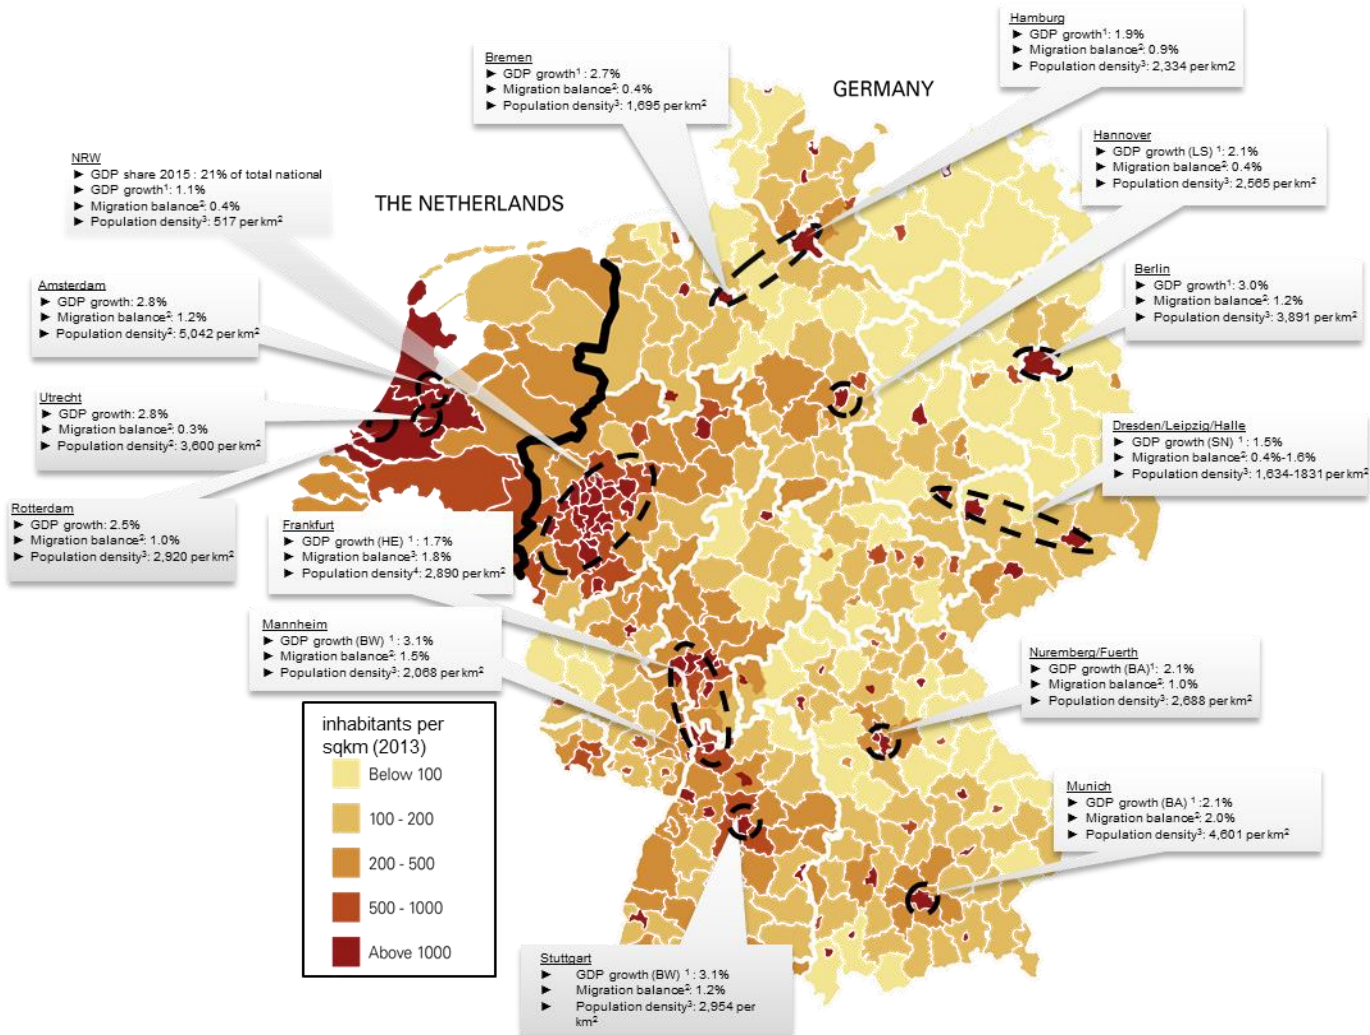 Hamburg
► GDP growth¹: 1.9%
► Migration balance²: 0.9%
► Population density³: 2,334 per km2
Bremen
► GDP growth¹ : 2.7%
► Migration balance²: 0.4%
► Population density³: 1,695 per km²
GERMANY
Hannover
► GDP growth (LS) ¹: 2.1%
► Migration balance²: 0.4%
► Population density³: 2,565 per km²
NRW
► GDP share 2015 : 21% of total national
► GDP growth¹: 1.1%
► Migration balance²: 0.4%
► Population density³: 517 per km²
THE NETHERLANDS
Berlin
► GDP growth¹: 3.0%
► Migration balance²: 1.2%
► Population density³: 3,891 per km²
Amsterdam
► GDP growth: 2.8%
► Migration balance²: 1.2%
► Population density²: 5,042 per km²
Utrecht
► GDP growth: 2.8%
► Migration balance²: 0.3%
► Population density²: 3,600 per km²
Dresden/Leipzig/Halle
► GDP growth (SN) ¹ : 1.5%
► Migration balance²: 0.4%-1.6%
► Population density³: 1,634-1831 per km²
Rotterdam
► GDP growth: 2.5%
► Migration balance²: 1.0%
► Population density³: 2,920 per km²
Frankfurt
► GDP growth (HE) ¹ : 1.7%
► Migration balance³: 1.8%
► Population density⁴: 2,890 per km²
Mannheim
► GDP growth (BW) ¹ : 3.1%
► Migration balance²: 1.5%
► Population density³: 2,068 per km²
Nuremberg/Fuerth
► GDP growth (BA)¹: 2.1%
► Migration balance²: 1.0%
► Population density³: 2,688 per km²
inhabitants per
sqkm (2013)
Below 100
100 - 200
200 - 500
500 - 1000
Above 1000
Munich
► GDP growth (BA) ¹ :2.1%
► Migration balance²: 2.0%
► Population density³: 4,601 per km²
Stuttgart
► GDP growth (BW) ¹ : 3.1%
► Migration balance²: 1.2%
► Population density³: 2,954 per
km²